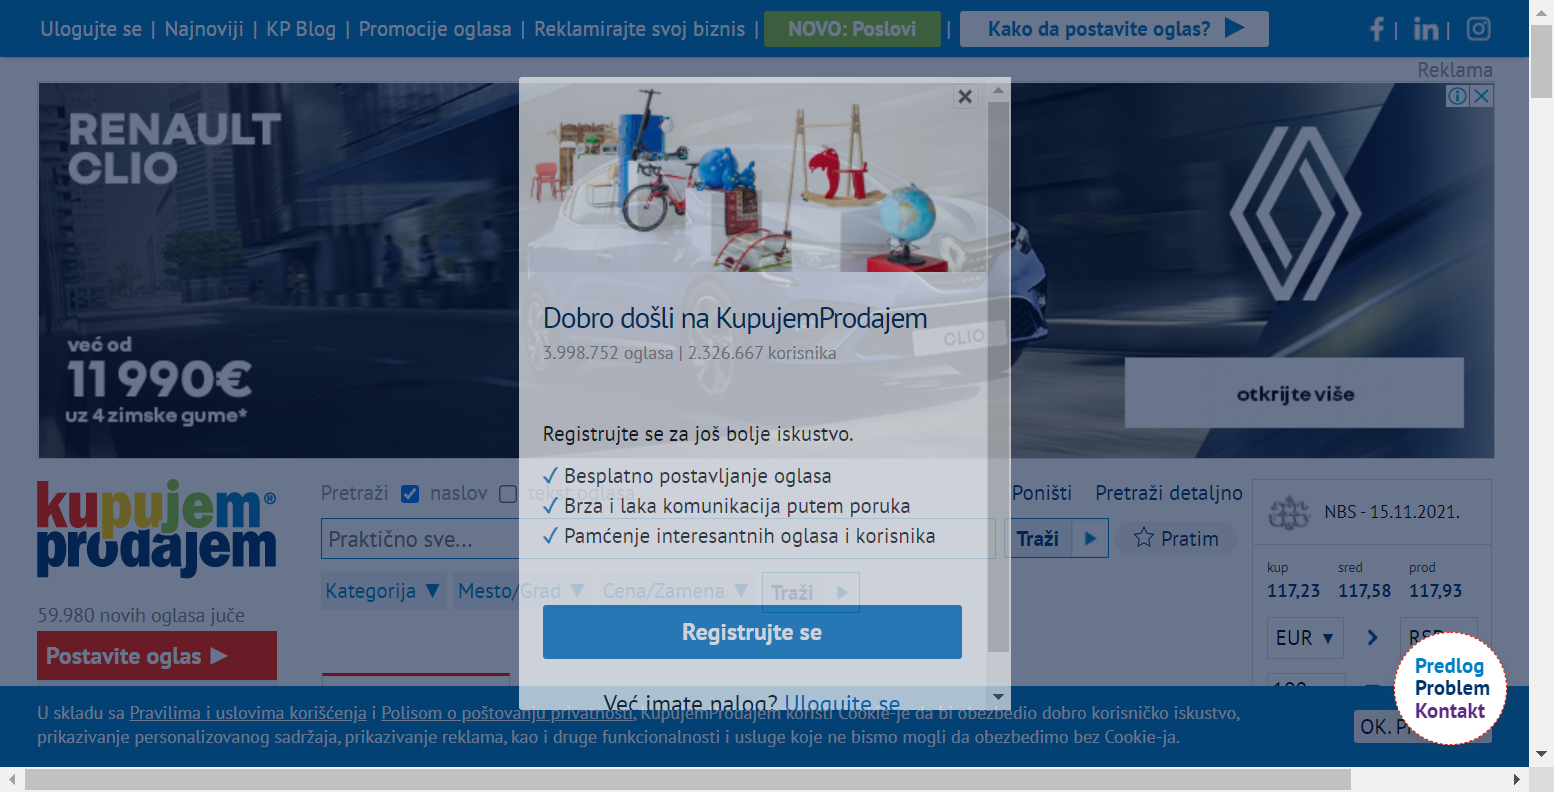 Ulogujte se | Najnoviji | KP Blog | Promocije oglasa | Reklamirajte svoj biznis | NOVO: Poslovi | Kako da postavite oglas? | |
Reklama
RENAULT
CLIO
već od
11 990€
uz 4 zimske gume*
CLIO
otkrijte više
Dobro došli na KupujemProdajem
3.998.752 oglasa | 2.326.667 korisnika
Registrujte se za još bolje iskustvo.
✓ Besplatno postavljanje oglasa
✓ Brza i laka komunikacija putem poruka
✓ Pamćenje interesantnih oglasa i korisnika
Registrujte se
Već imate nalog? Ulogujte se
kupujem®
prodajem
59.980 novih oglasa juče
Postavite oglas
Pretraži naslov tekst oglasa Poništi Pretraži detaljno
Praktično sve... Traži Pratim
Kategorija ▼ Mesto/Grad ▼ Cena/Zamena ▼ Traži
NBS - 15.11.2021.
kup sred prod
117,23 117,58 117,93
EUR ▼ RSD
100
Predlog
Problem
Kontakt
U skladu sa Pravilima i uslovima korišćenja i Polisom o poštovanju privatnosti, KupujemProdajem koristi Cookie-je da bi obezbedio dobro korisničko iskustvo,
prikazivanje personalizovanog sadržaja, prikazivanje reklama, kao i druge funkcionalnosti i usluge koje ne bismo mogli da obezbedimo bez Cookie-ja.
OK.